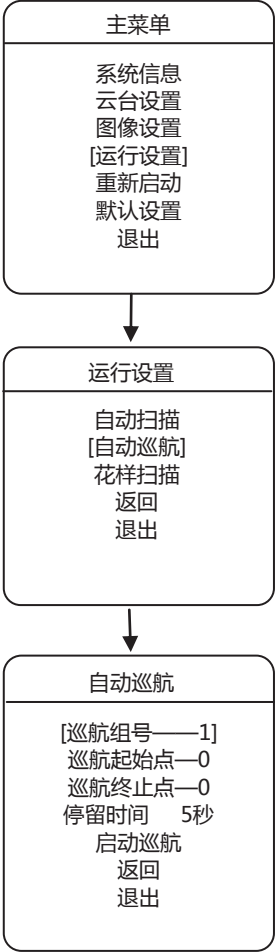 主菜单
系统信息
云台设置
图像设置
[运行设置]
重新启动
默认设置
退出
运行设置
自动扫描
[自动巡航]
花样扫描
返回
退出
自动巡航
[巡航组号——1]
巡航起始点—0
巡航终止点—0
停留时间 5秒
启动巡航
返回
退出